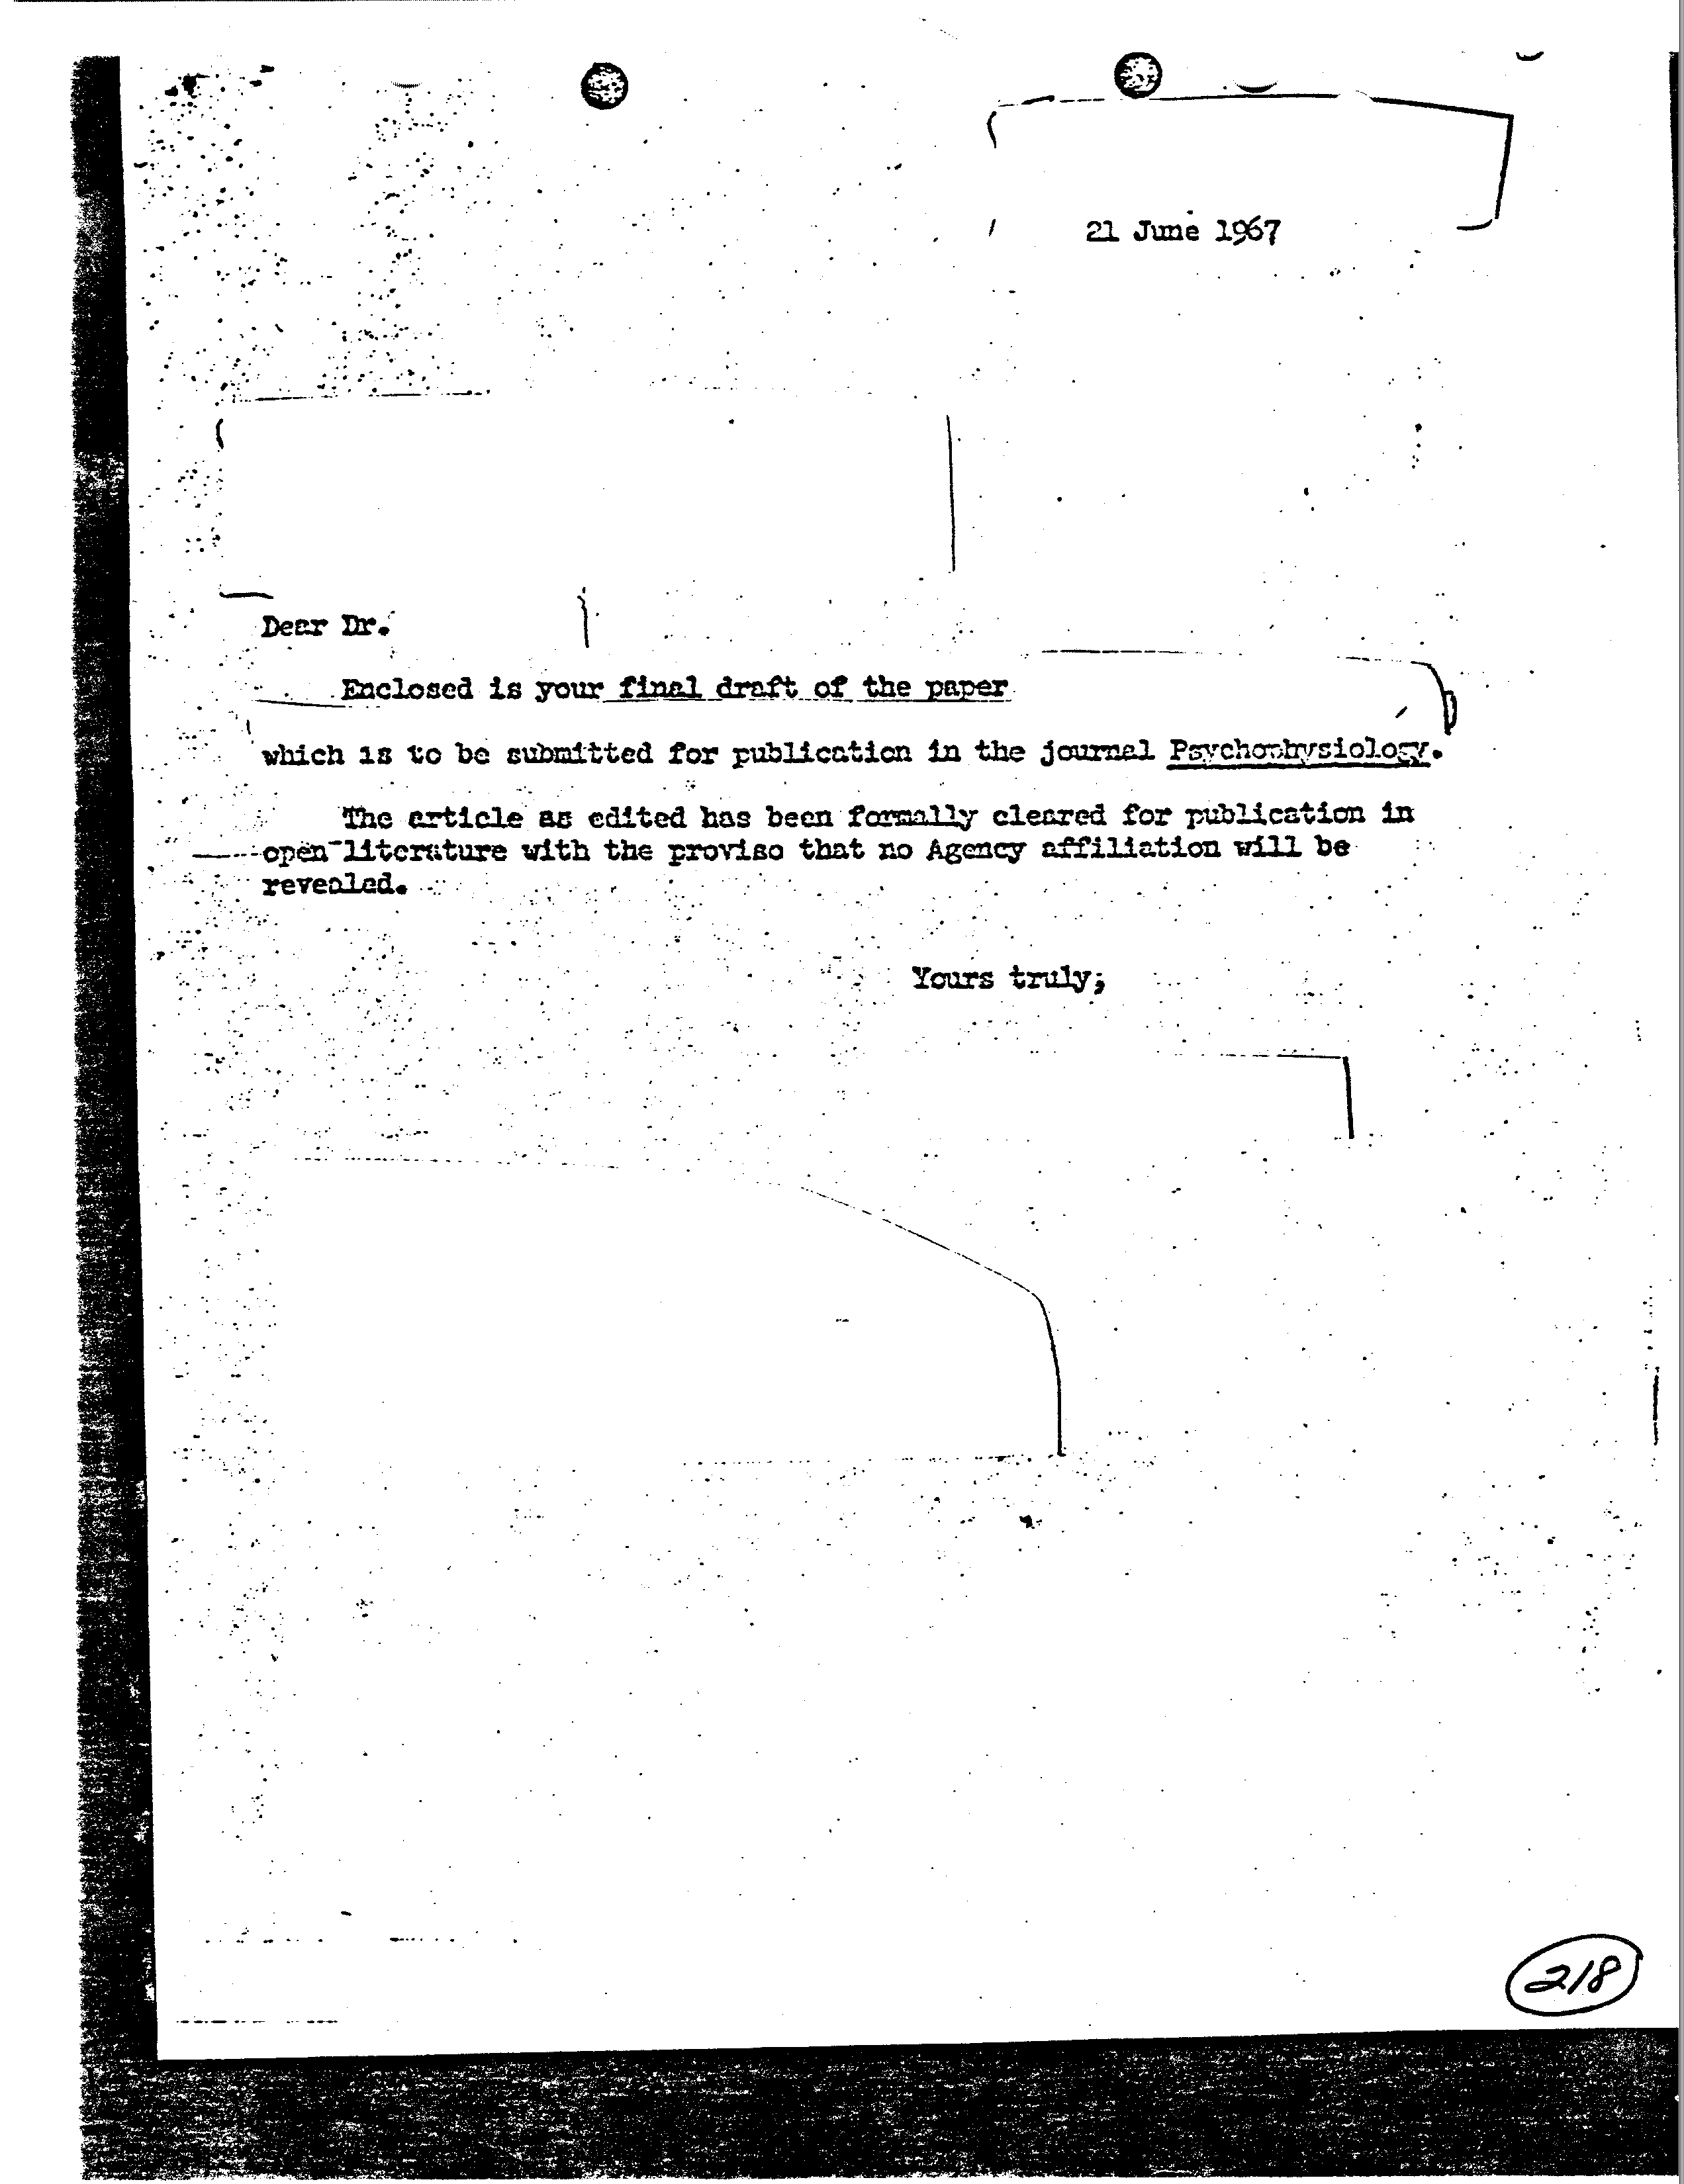 21 June 1967
Dear Dr.
Enclosed is your final draft of the paper
which is to be submitted for publication in the journal Psychophysiology.
The article as edited has been formally cleared for publication in
open literature with the proviso that no Agency affiliation will be
revealed.
Yours truly,
218